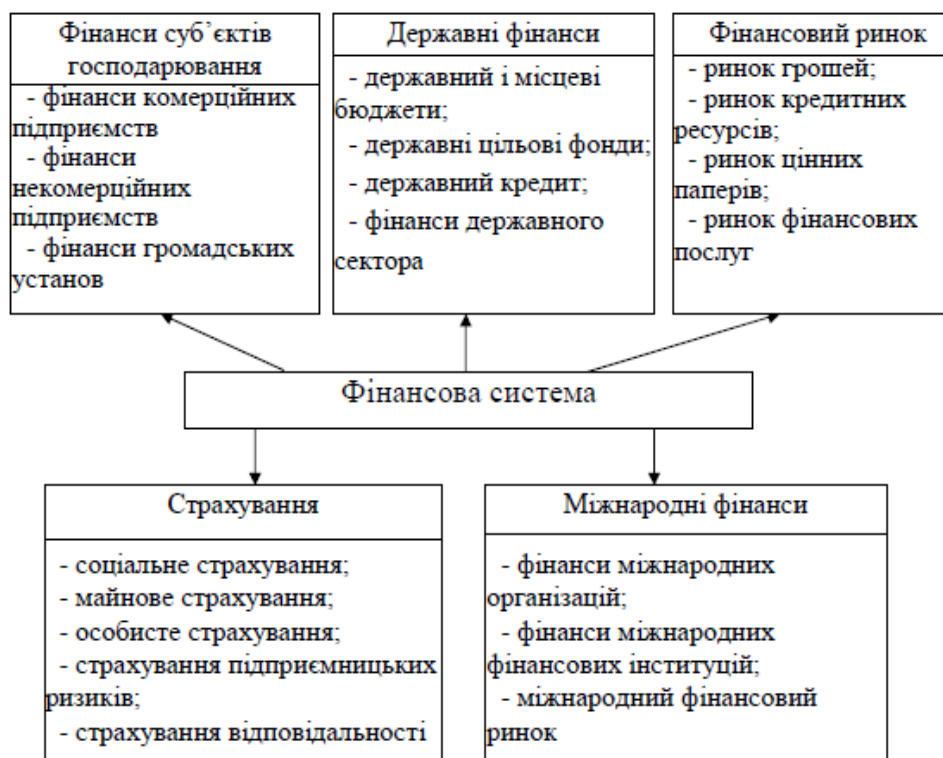 Фінанси суб’єктів
господарювання
- фінанси комерційних
підприємств
- фінанси
некомерційних
підприємств
- фінанси громадських
установ
Державні фінанси
- державний і місцеві
бюджети;
- державні цільові фонди;
- державний кредит;
- фінанси державного
сектора
Фінансовий ринок
- ринок грошей;
- ринок кредитних
ресурсів;
- ринок цінних
паперів;
- ринок фінансових
послуг
Фінансова система
Страхування
- соціальне страхування;
- майнове страхування;
- особисте страхування;
- страхування підприємницьких
ризиків;
- страхування відповідальності
Міжнародні фінанси
- фінанси міжнародних
організацій;
- фінанси міжнародних
фінансових інституцій;
- міжнародний фінансовий
ринок